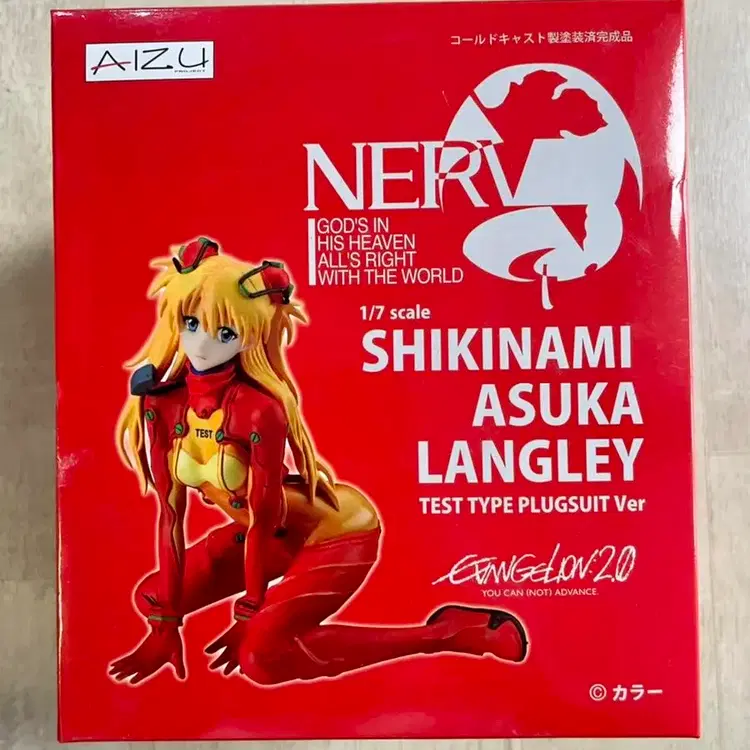 AIZU
PROJECT
コールドキャスト製塗装済完成品
NERV
GOD'S IN
HIS HEAVEN
ALL'S RIGHT
WITH THE WORLD
1/7 scale
SHIKINAMI
ASUKA
LANGLEY
TEST TYPE PLUGSUIT Ver
TEST
EVANGELION:2.0
YOU CAN (NOT) ADVANCE.
© カラー